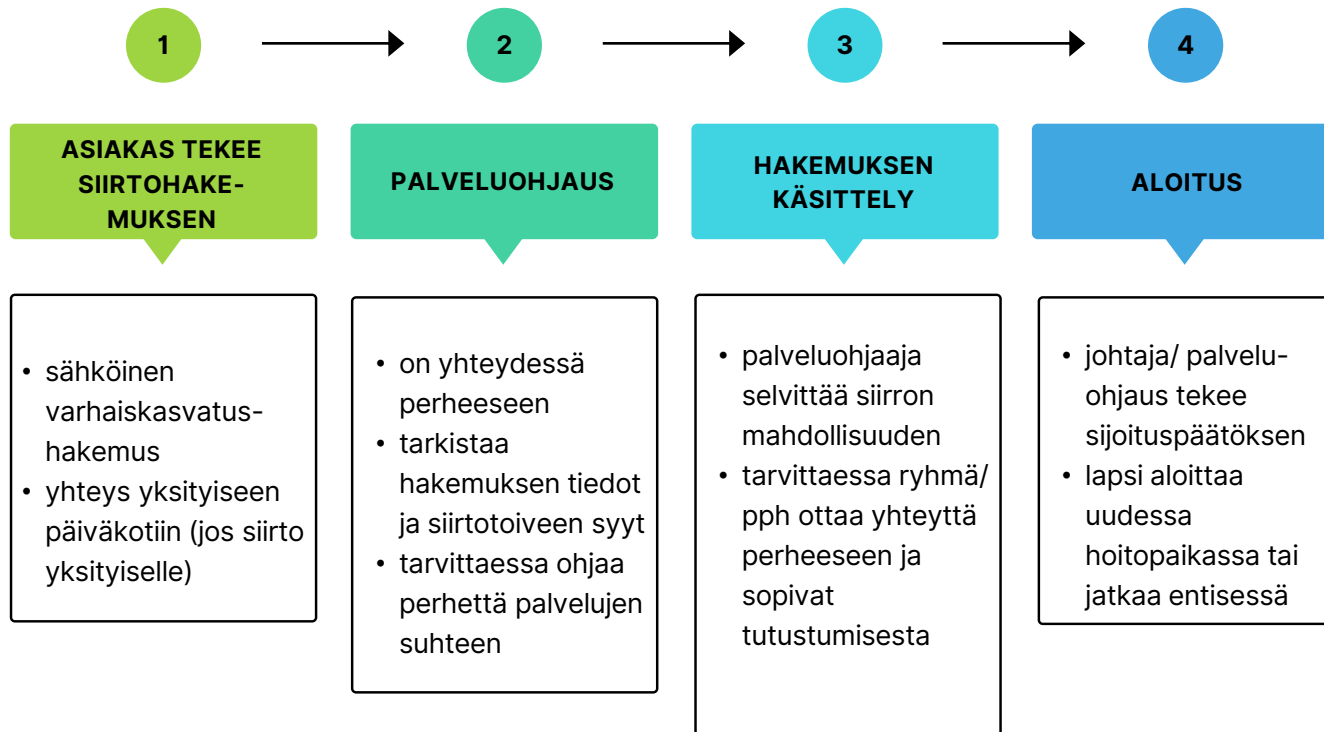 1
2
3
4
ASIAKAS TEKEE
SIIRTOHAKE-
MUKSEN
PALVELUOHJAUS
HAKEMUKSEN
KÄSITTELY
ALOITUS
• sähköinen
varhaiskasvatus-
hakemus
• yhteys yksityiseen
päiväkotiin (jos siirto
yksityiselle)
• on yhteydessä
perheeseen
• tarkistaa
hakemuksen tiedot
ja siirtotoiveen syyt
• tarvittaessa ohjaa
perhettä palvelujen
suhteen
• palveluohjaaja
selvittää siirron
mahdollisuuden
• tarvittaessa ryhmä/
pph ottaa yhteyttä
perheeseen ja
sopivat
tutustumisesta
• johtaja/ palvelu-
ohjaus tekee
sijoituspäätöksen
• lapsi aloittaa
uudessa
hoitopaikassa tai
jatkaa entisessä